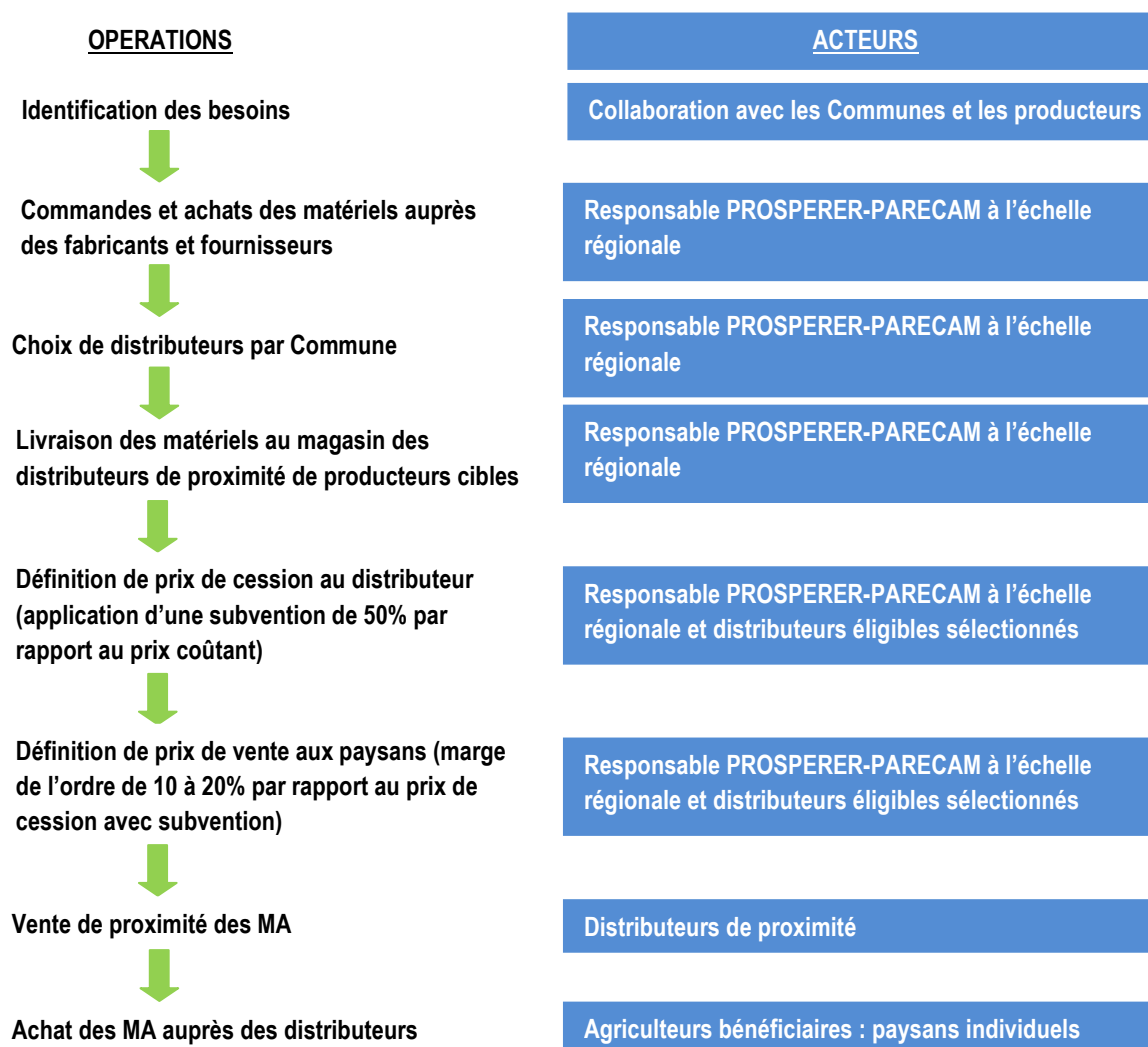 OPERATIONS
ACTEURS
Identification des besoins
Collaboration avec les Communes et les producteurs
Commandes et achats des matériels auprès
des fabricants et fournisseurs
Responsable PROSPERER-PARECAM à l’échelle
régionale
Choix de distributeurs par Commune
Responsable PROSPERER-PARECAM à l’échelle
régionale
Livraison des matériels au magasin des
distributeurs de proximité de producteurs cibles
Responsable PROSPERER-PARECAM à l’échelle
régionale
Définition de prix de cession au distributeur
(application d’une subvention de 50% par
rapport au prix coûtant)
Responsable PROSPERER-PARECAM à l’échelle
régionale et distributeurs éligibles sélectionnés
Définition de prix de vente aux paysans (marge
de l’ordre de 10 à 20% par rapport au prix de
cession avec subvention)
Responsable PROSPERER-PARECAM à l’échelle
régionale et distributeurs éligibles sélectionnés
Vente de proximité des MA
Distributeurs de proximité
Achat des MA auprès des distributeurs
Agriculteurs bénéficiaires : paysans individuels